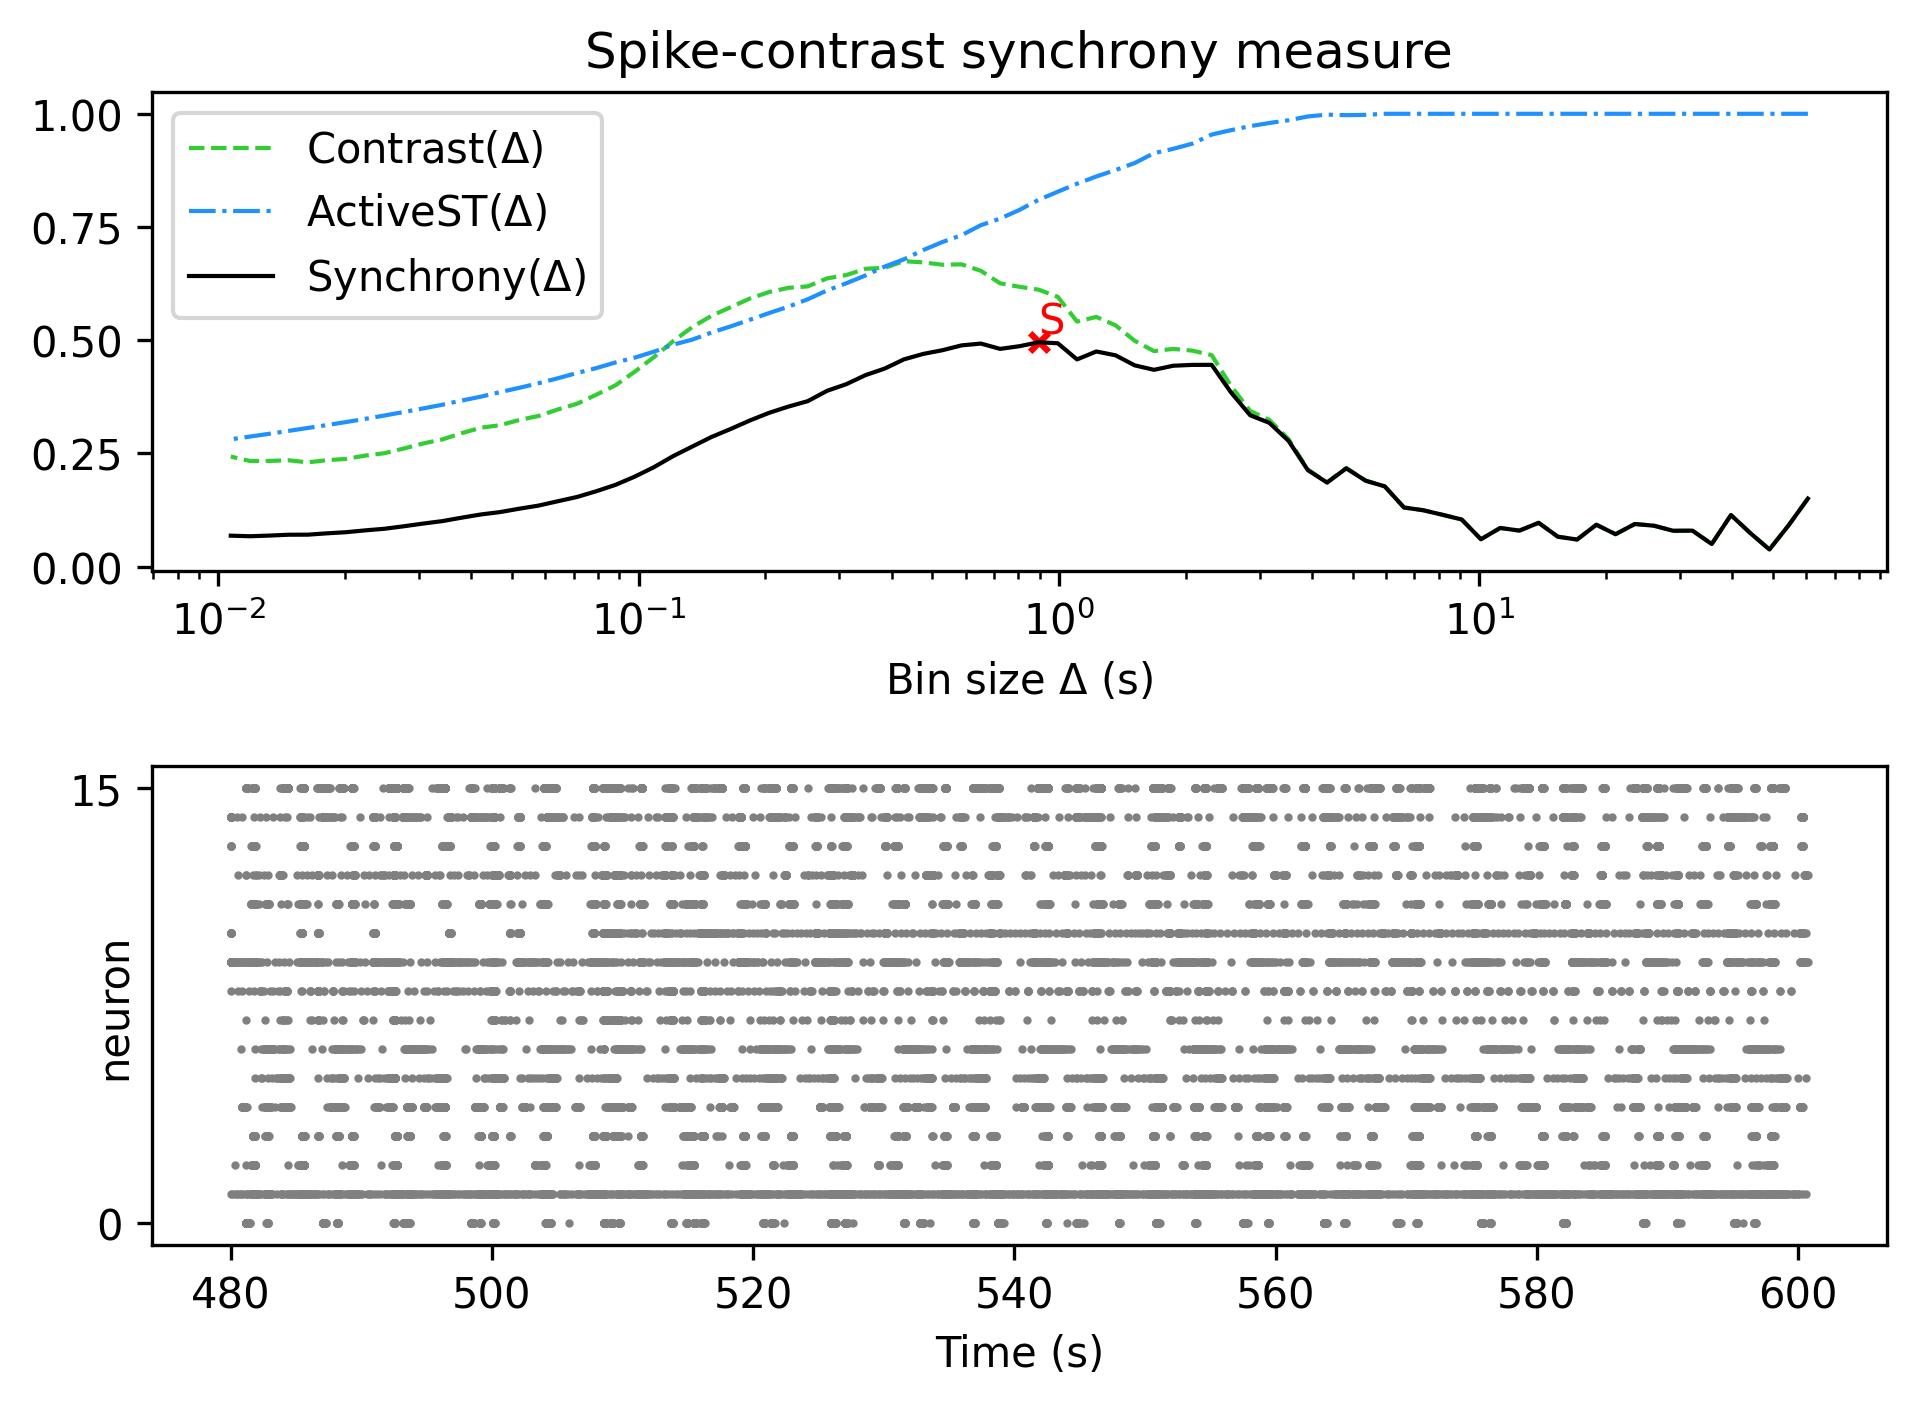 Spike-contrast synchrony measure
1.00
0.75
0.50
0.25
0.00
Contrast(Δ)
ActiveST(Δ)
Synchrony(Δ)
S
10⁻² 10⁻¹ 10⁰ 10¹
Bin size Δ (s)
15
0
neuron
480 500 520 540 560 580 600
Time (s)